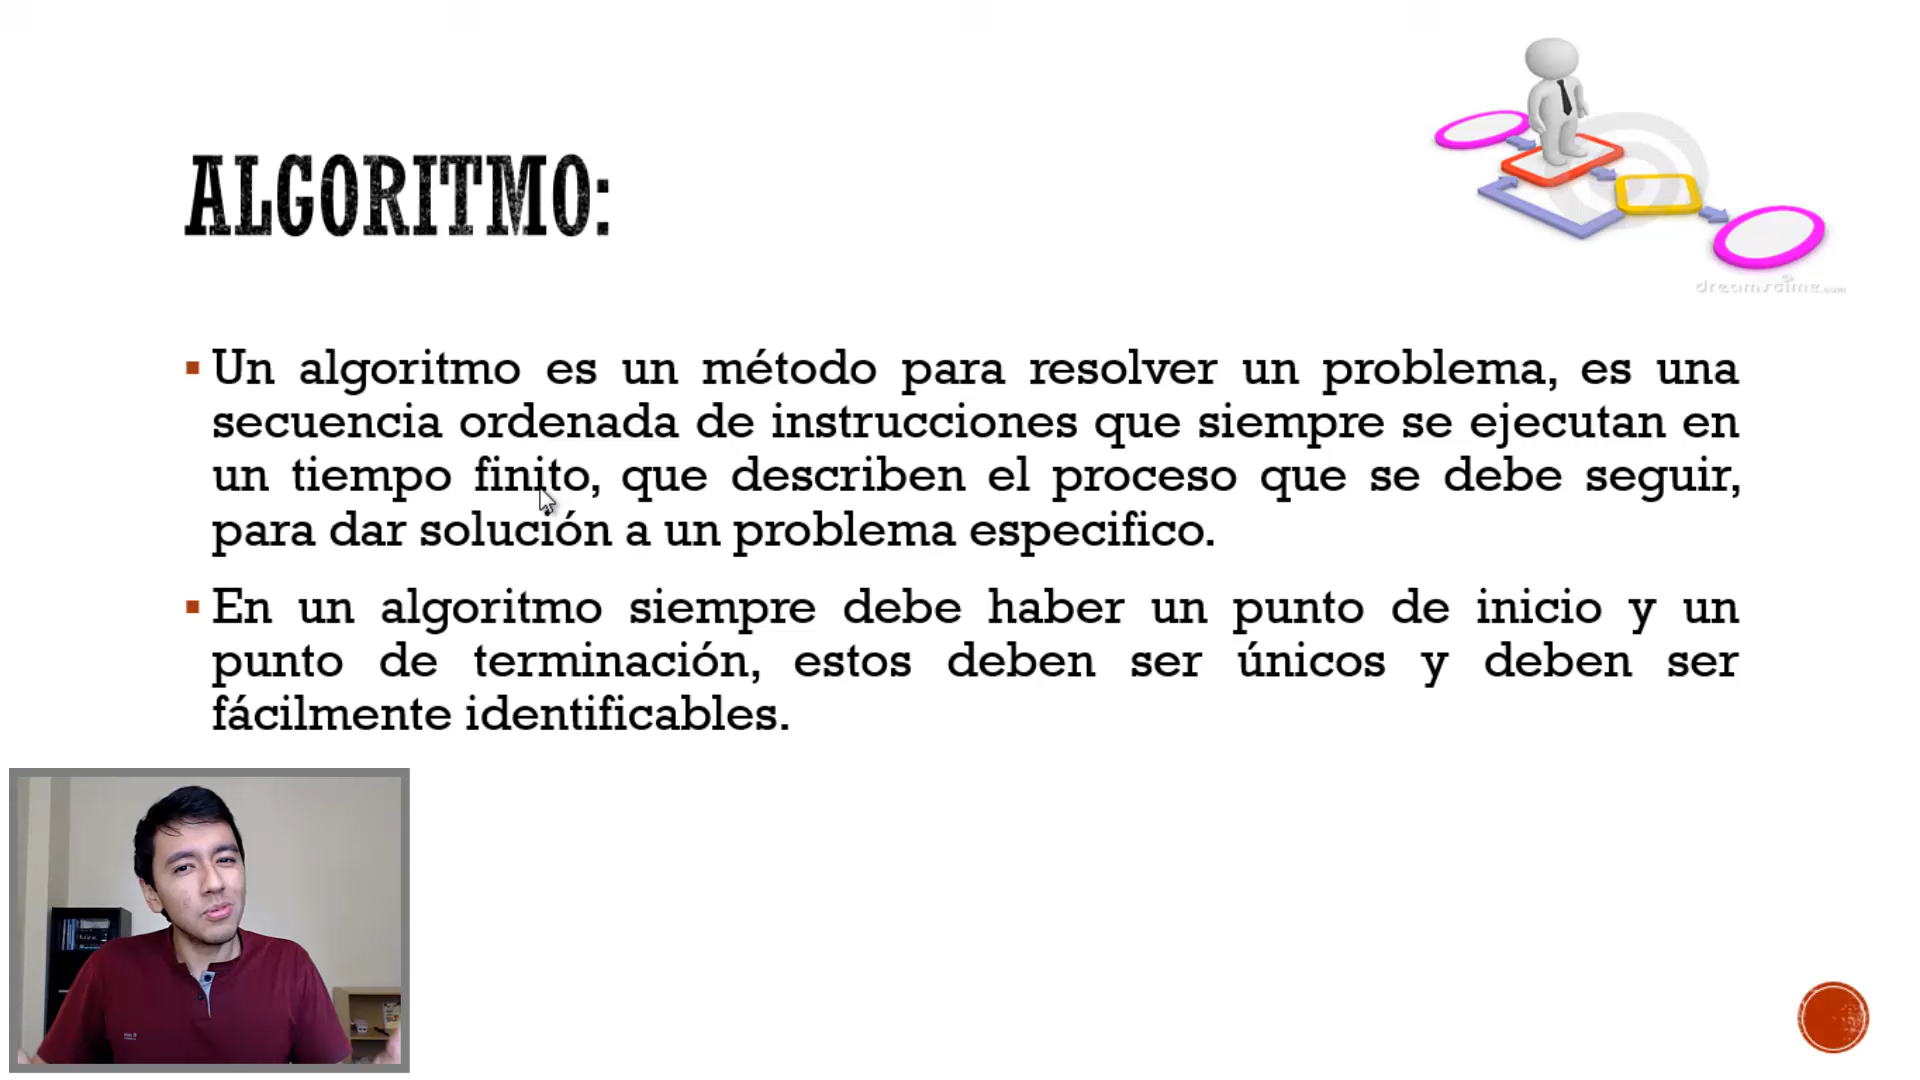 ALGORITMO:
dreamstime.com
Un algoritmo es un método para resolver un problema, es una
secuencia ordenada de instrucciones que siempre se ejecutan en
un tiempo finito, que describen el proceso que se debe seguir,
para dar solución a un problema especifico.
En un algoritmo siempre debe haber un punto de inicio y un
punto de terminación, estos deben ser únicos y deben ser
fácilmente identificables.